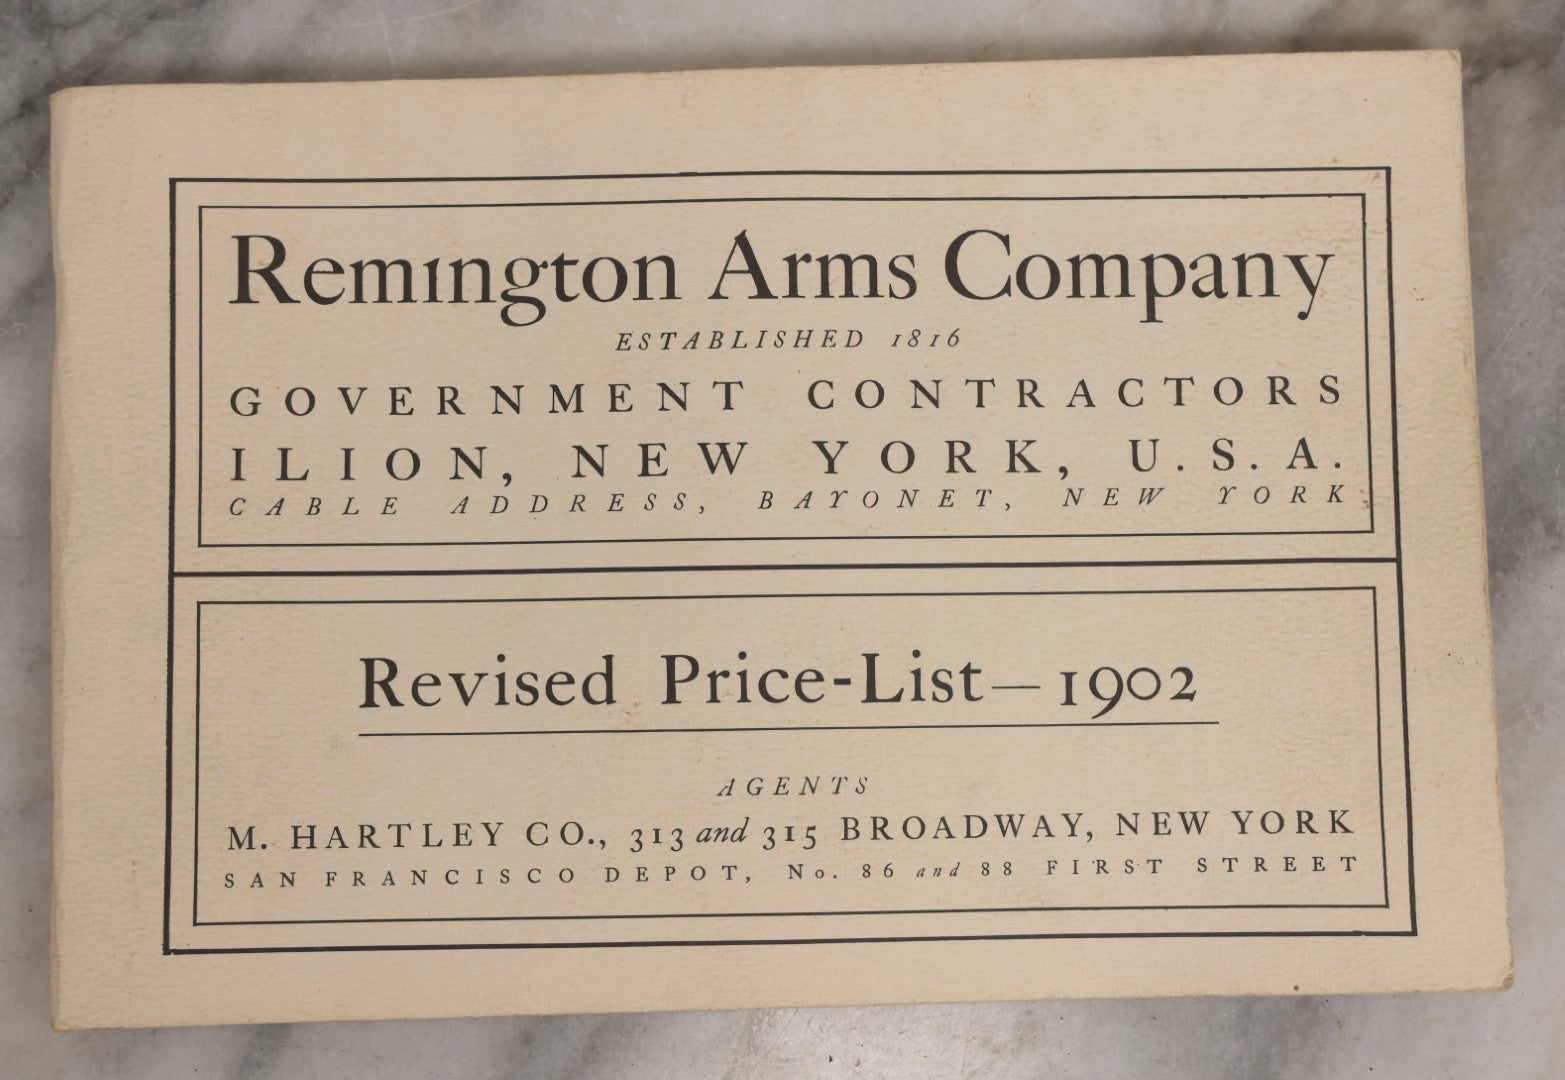 Remington Arms Company
ESTABLISHED 1816
GOVERNMENT CONTRACTORS
ILION, NEW YORK, U.S.A.
CABLE ADDRESS, BAYONET, NEW YORK
Revised Price-List—1902
AGENTS
M. HARTLEY CO., 313 and 315 BROADWAY, NEW YORK
SAN FRANCISCO DEPOT, No. 86 and 88 FIRST STREET